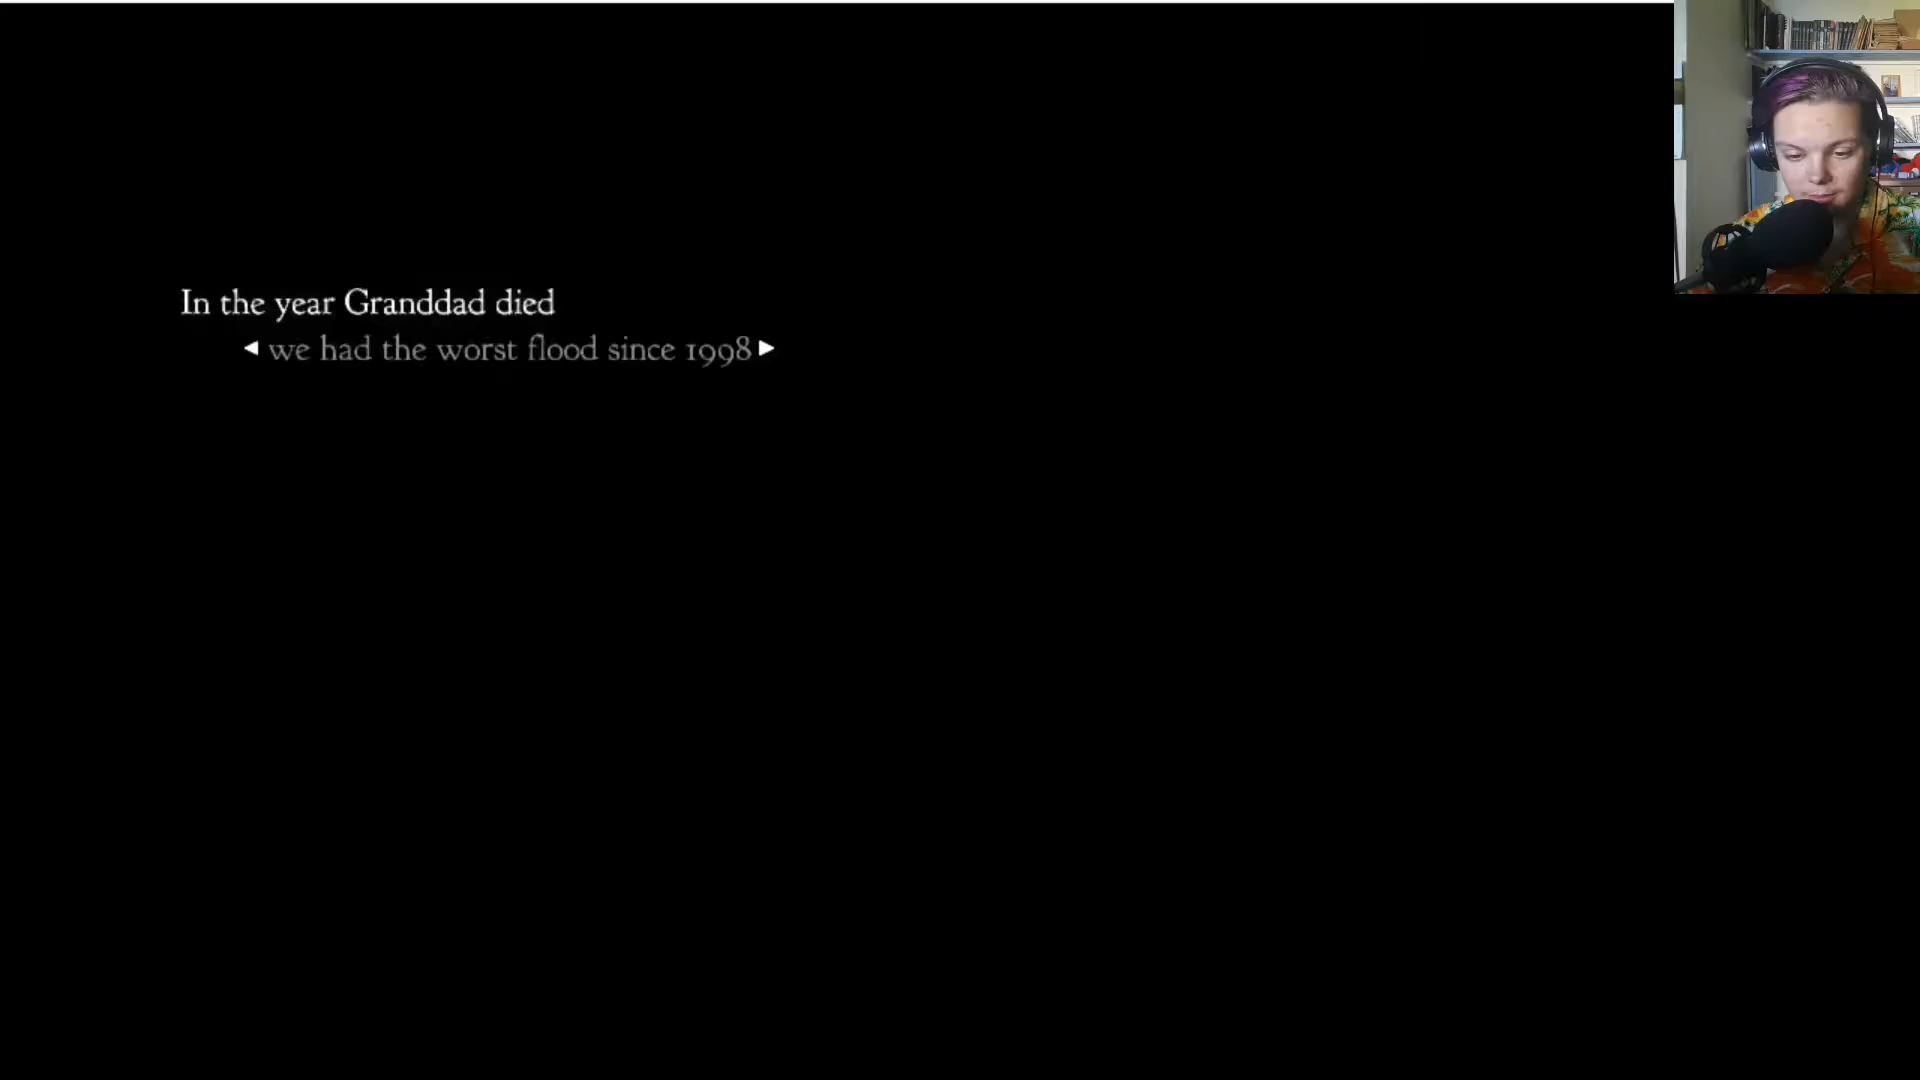 In the year Granddad died
we had the worst flood since 1998